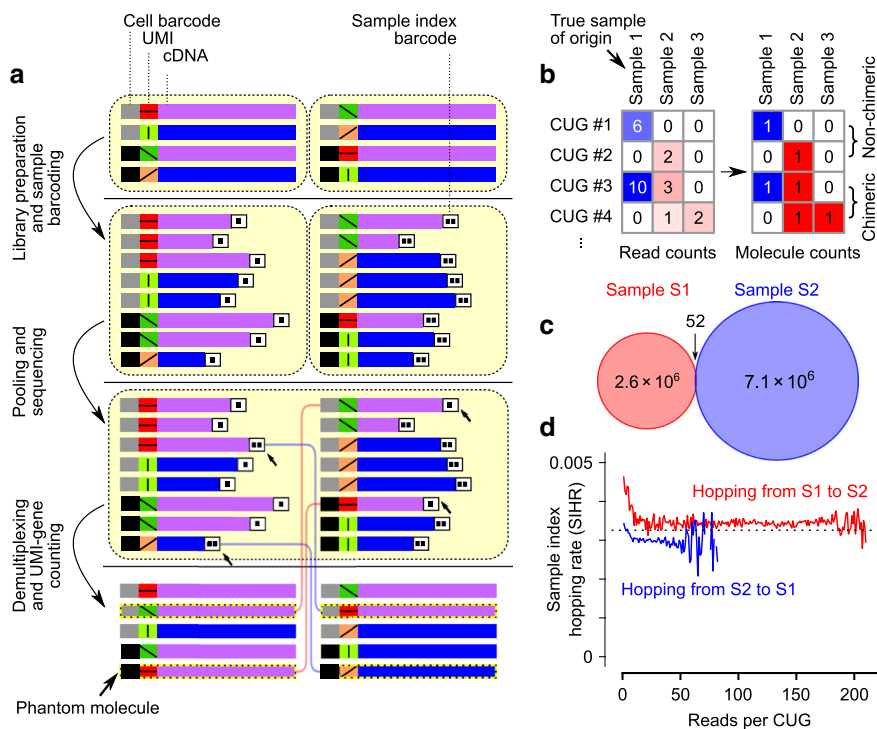 a
Cell barcode
UMI
cDNA
Sample index
barcode
Library preparation
and sample
barcoding
Pooling and
sequencing
Demultiplexing
and UMI-gene
counting
Phantom molecule
b
True sample
of origin
Sample 1
Sample 2
Sample 3
Sample 1
Sample 2
Sample 3
CUG #1 6 0 0 1 0 0
CUG #2 0 2 0 0 1 0
CUG #3 10 3 0 1 1 0
CUG #4 0 1 2 0 1 1
⋮
Non-chimeric
Chimeric
Read counts
Molecule counts
c
Sample S1
Sample S2
52
2.6 × 10⁶
7.1 × 10⁶
d
Sample index
hopping rate (SIHR)
0.005
0
Hopping from S1 to S2
Hopping from S2 to S1
0 50 100 150 200
Reads per CUG